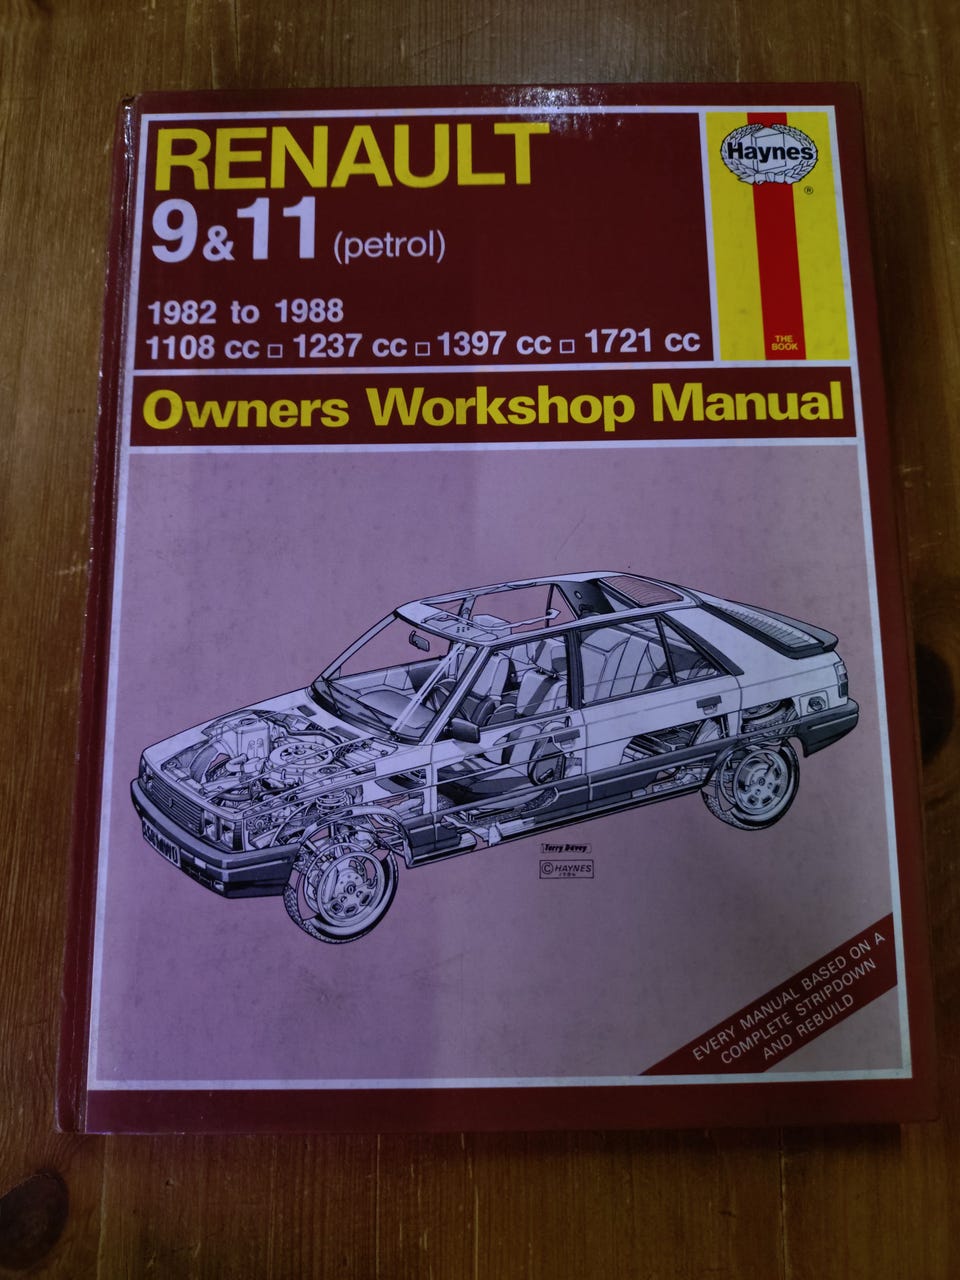 RENAULT
9 & 11 (petrol)
1982 to 1988
1108 cc □ 1237 cc □ 1397 cc □ 1721 cc
Haynes
®
THE
BOOK
Owners Workshop Manual
Terry Davey
© HAYNES
EVERY MANUAL BASED ON A
COMPLETE STRIPDOWN
AND REBUILD